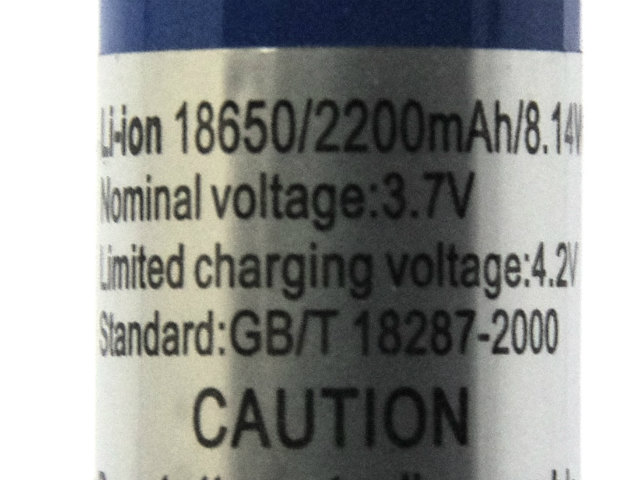 Li-ion 18650/2200mAh/8.14W
Nominal voltage:3.7V
Limited charging voltage:4.2V
Standard:GB/T 18287-2000
CAUTION